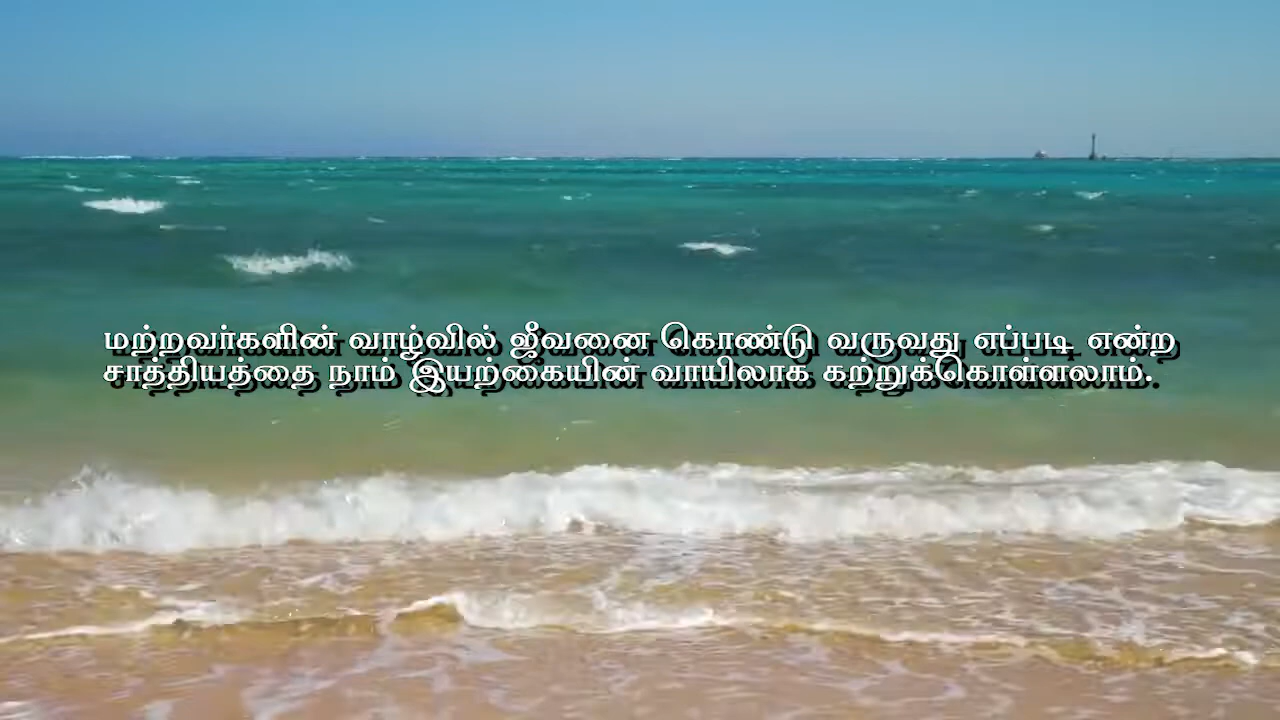 மற்றவர்களின் வாழ்வில் ஜீவனை கொண்டு வருவது எப்படி என்ற
சாத்தியத்தை நாம் இயற்கையின் வாயிலாக கற்றுக்கொள்ளலாம்.